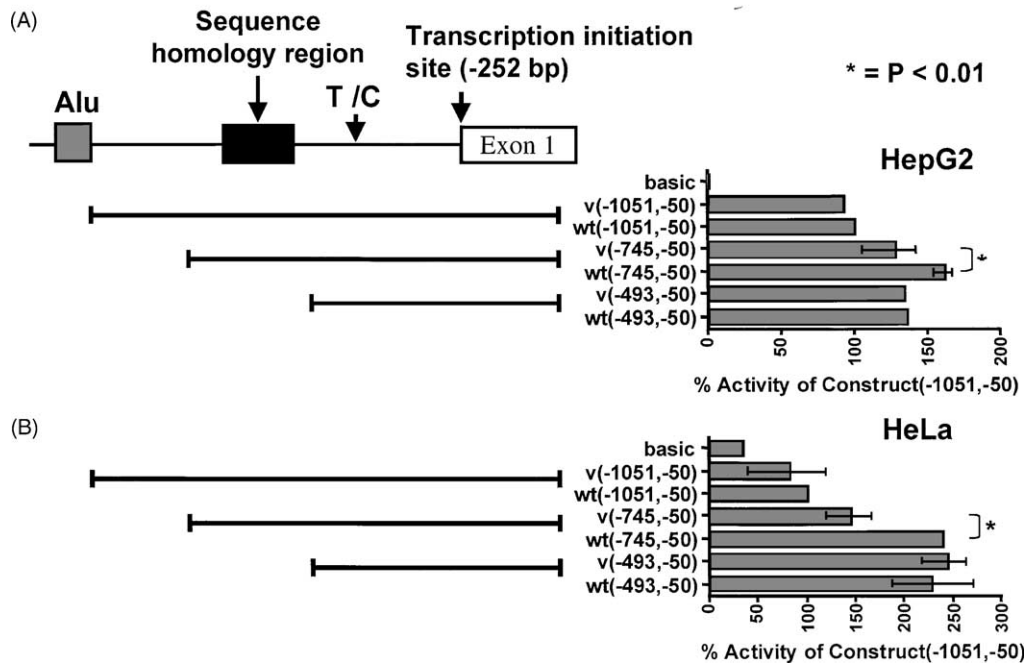 (A)
Sequence
homology region
Transcription initiation
site (-252 bp)
* = P < 0.01
Alu
T /C
Exon 1
HepG2
basic
v(-1051,-50)
wt(-1051,-50)
v(-745,-50)
wt(-745,-50)
v(-493,-50)
wt(-493,-50)
*
0
50
100
150
200
% Activity of Construct(-1051,-50)
(B)
HeLa
basic
v(-1051,-50)
wt(-1051,-50)
v(-745,-50)
wt(-745,-50)
v(-493,-50)
wt(-493,-50)
*
0
50
100
150
200
250
300
% Activity of Construct(-1051,-50)